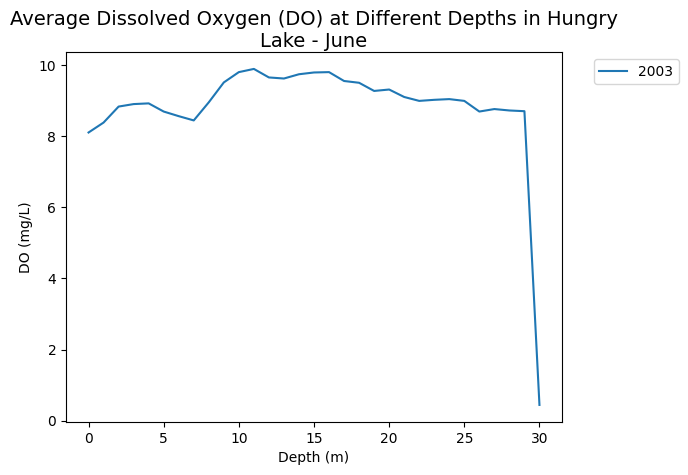 Average Dissolved Oxygen (DO) at Different Depths in Hungry
Lake - June
2003
10
8
6
4
2
0
DO (mg/L)
0 5 10 15 20 25 30
Depth (m)